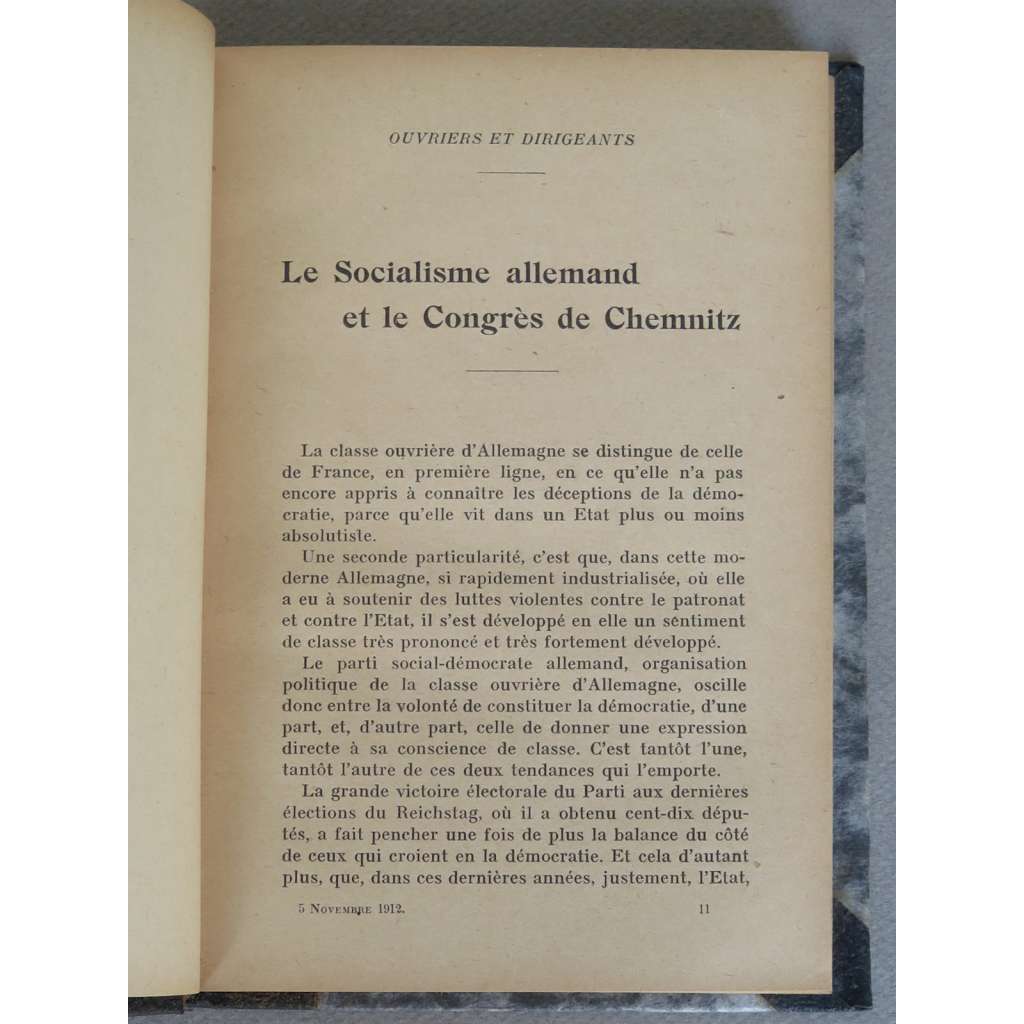 OUVRIERS ET DIRIGEANTS
Le Socialisme allemand
et le Congrès de Chemnitz
La classe ouvrière d'Allemagne se distingue de celle
de France, en première ligne, en ce qu'elle n'a pas
encore appris à connaître les déceptions de la démo-
cratie, parce qu'elle vit dans un Etat plus ou moins
absolutiste.
Une seconde particularité, c'est que, dans cette mo-
derne Allemagne, si rapidement industrialisée, où elle
a eu à soutenir des luttes violentes contre le patronat
et contre l'Etat, il s'est développé en elle un sentiment
de classe très prononcé et très fortement développé.
Le parti social-démocrate allemand, organisation
politique de la classe ouvrière d'Allemagne, oscille
donc entre la volonté de constituer la démocratie, d'une
part, et, d'autre part, celle de donner une expression
directe à sa conscience de classe. C'est tantôt l'une,
tantôt l'autre de ces deux tendances qui l'emporte.
La grande victoire électorale du Parti aux dernières
élections du Reichstag, où il a obtenu cent-dix dépu-
tés, a fait pencher une fois de plus la balance du côté
de ceux qui croient en la démocratie. Et cela d'autant
plus, que, dans ces dernières années, justement, l'Etat,
5 NOVEMBRE 1912. 11